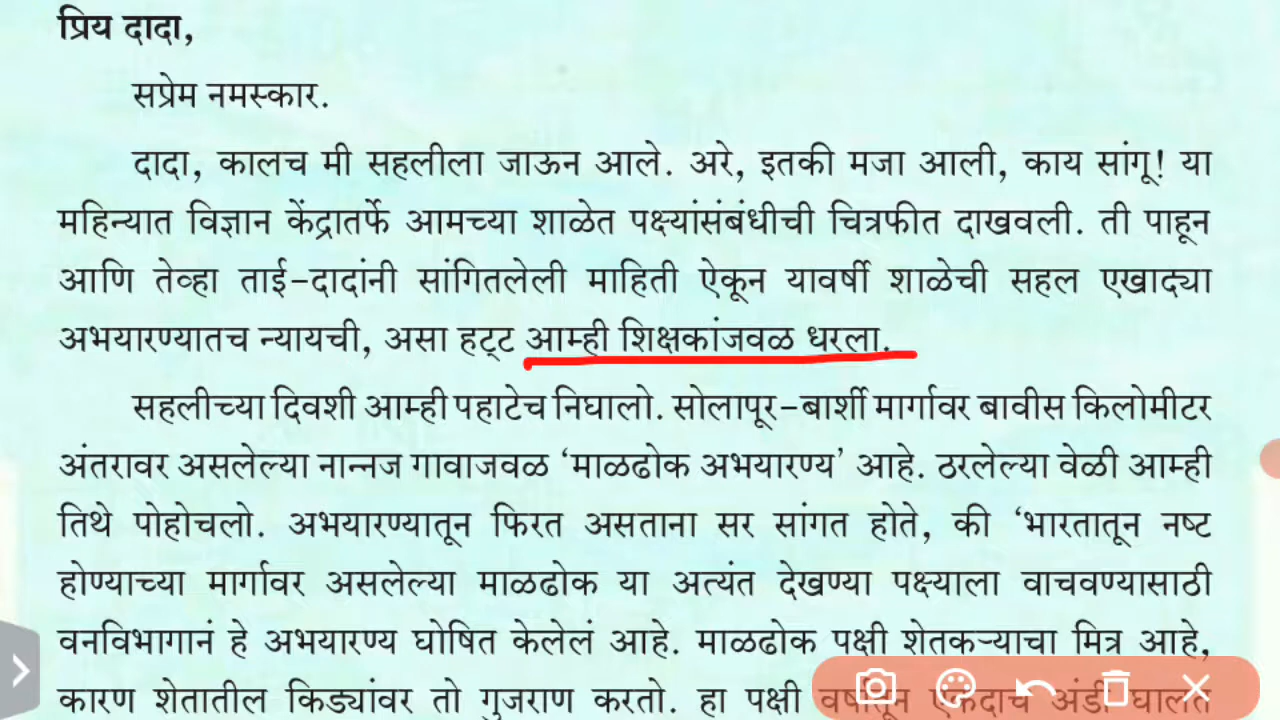 प्रिय दादा,
सप्रेम नमस्कार.
दादा, कालच मी सहलीला जाऊन आले. अरे, इतकी मजा आली, काय सांगू! या
महिन्यात विज्ञान केंद्रातर्फे आमच्या शाळेत पक्ष्यांसंबंधीची चित्रफीत दाखवली. ती पाहून
आणि तेव्हा ताई-दादांनी सांगितलेली माहिती ऐकून यावर्षी शाळेची सहल एखाद्या
अभयारण्यातच न्यायची, असा हट्ट आम्ही शिक्षकांजवळ धरला.
सहलीच्या दिवशी आम्ही पहाटेच निघालो. सोलापूर-बार्शी मार्गावर बावीस किलोमीटर
अंतरावर असलेल्या नान्नज गावाजवळ ‘माळढोक अभयारण्य’ आहे. ठरलेल्या वेळी आम्ही
तिथे पोहोचलो. अभयारण्यातून फिरत असताना सर सांगत होते, की ‘भारतातून नष्ट
होण्याच्या मार्गावर असलेल्या माळढोक या अत्यंत देखण्या पक्ष्याला वाचवण्यासाठी
वनविभागानं हे अभयारण्य घोषित केलेलं आहे. माळढोक पक्षी शेतकऱ्याचा मित्र आहे,
कारण शेतातील किड्यांवर तो गुजराण करतो. हा पक्षी वर्षातून एकदाच अंडी घालत